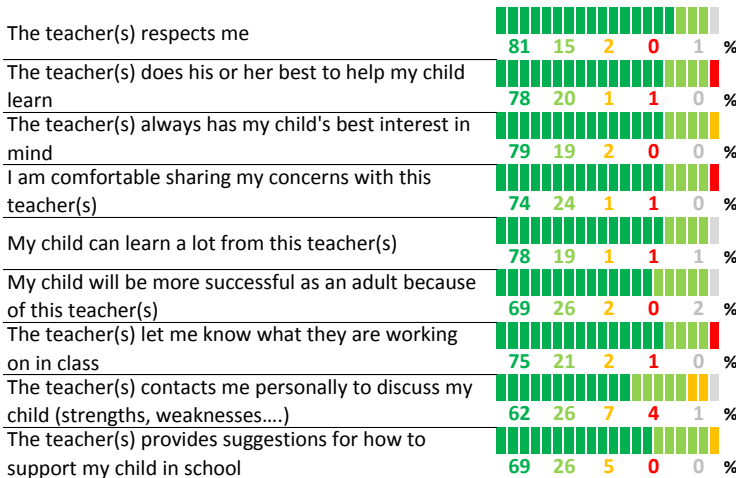 The teacher(s) respects me
81 15 2 0 1 %
The teacher(s) does his or her best to help my child
learn
78 20 1 1 0 %
The teacher(s) always has my child's best interest in
mind
79 19 2 0 0 %
I am comfortable sharing my concerns with this
teacher(s)
74 24 1 1 0 %
My child can learn a lot from this teacher(s)
78 19 1 1 1 %
My child will be more successful as an adult because
of this teacher(s)
69 26 2 0 2 %
The teacher(s) let me know what they are working
on in class
75 21 2 1 0 %
The teacher(s) contacts me personally to discuss my
child (strengths, weaknesses....)
62 26 7 4 1 %
The teacher(s) provides suggestions for how to
support my child in school
69 26 5 0 0 %